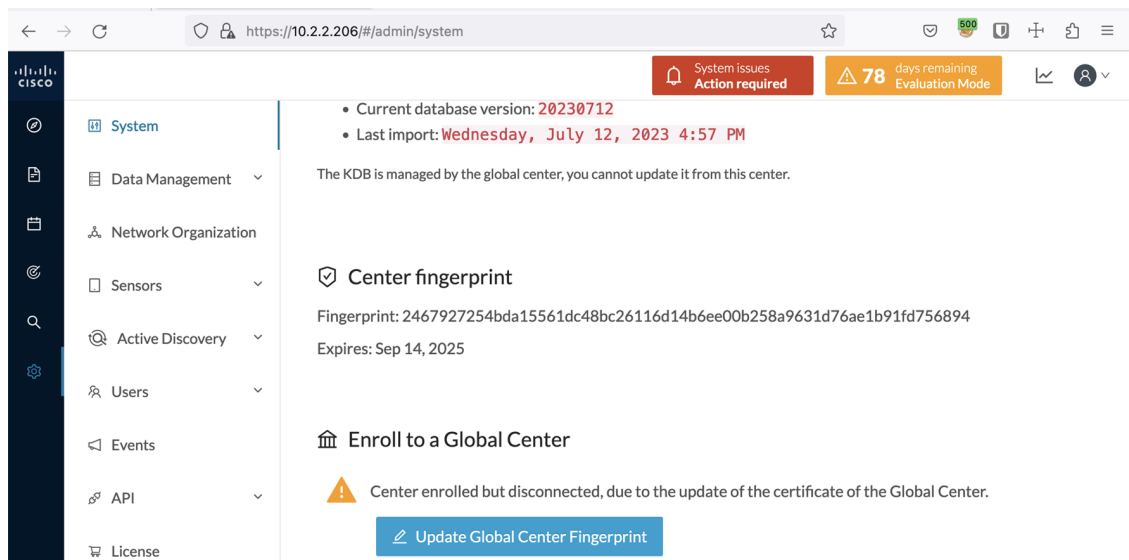 https://10.2.2.206/#/admin/system
500
CISCO
System issues
Action required
78 days remaining
Evaluation Mode
System
Data Management
Network Organization
Sensors
Active Discovery
Users
Events
API
License
• Current database version: 20230712
• Last import: Wednesday, July 12, 2023 4:57 PM
The KDB is managed by the global center, you cannot update it from this center.
Center fingerprint
Fingerprint: 2467927254bda15561dc48bc26116d14b6ee00b258a9631d76ae1b91fd756894
Expires: Sep 14, 2025
Enroll to a Global Center
Center enrolled but disconnected, due to the update of the certificate of the Global Center.
Update Global Center Fingerprint